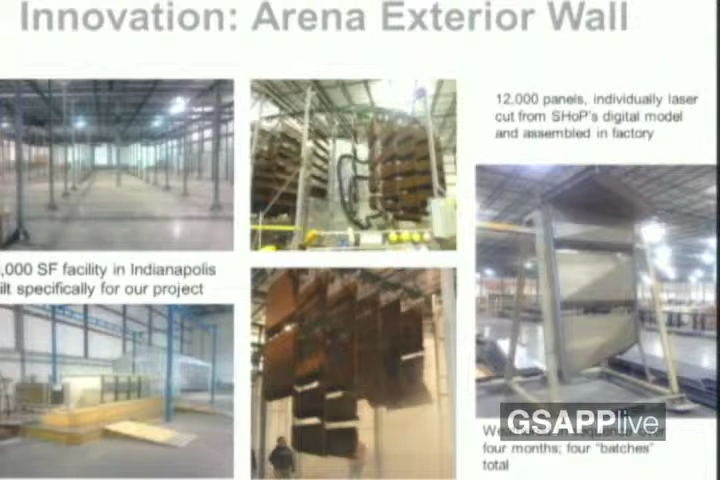 Innovation: Arena Exterior Wall
12,000 panels, individually laser
cut from SHoP's digital model
and assembled in factory
,000 SF facility in Indianapolis
ilt specifically for our project
GSAPPlive
four months; four "batches"
total